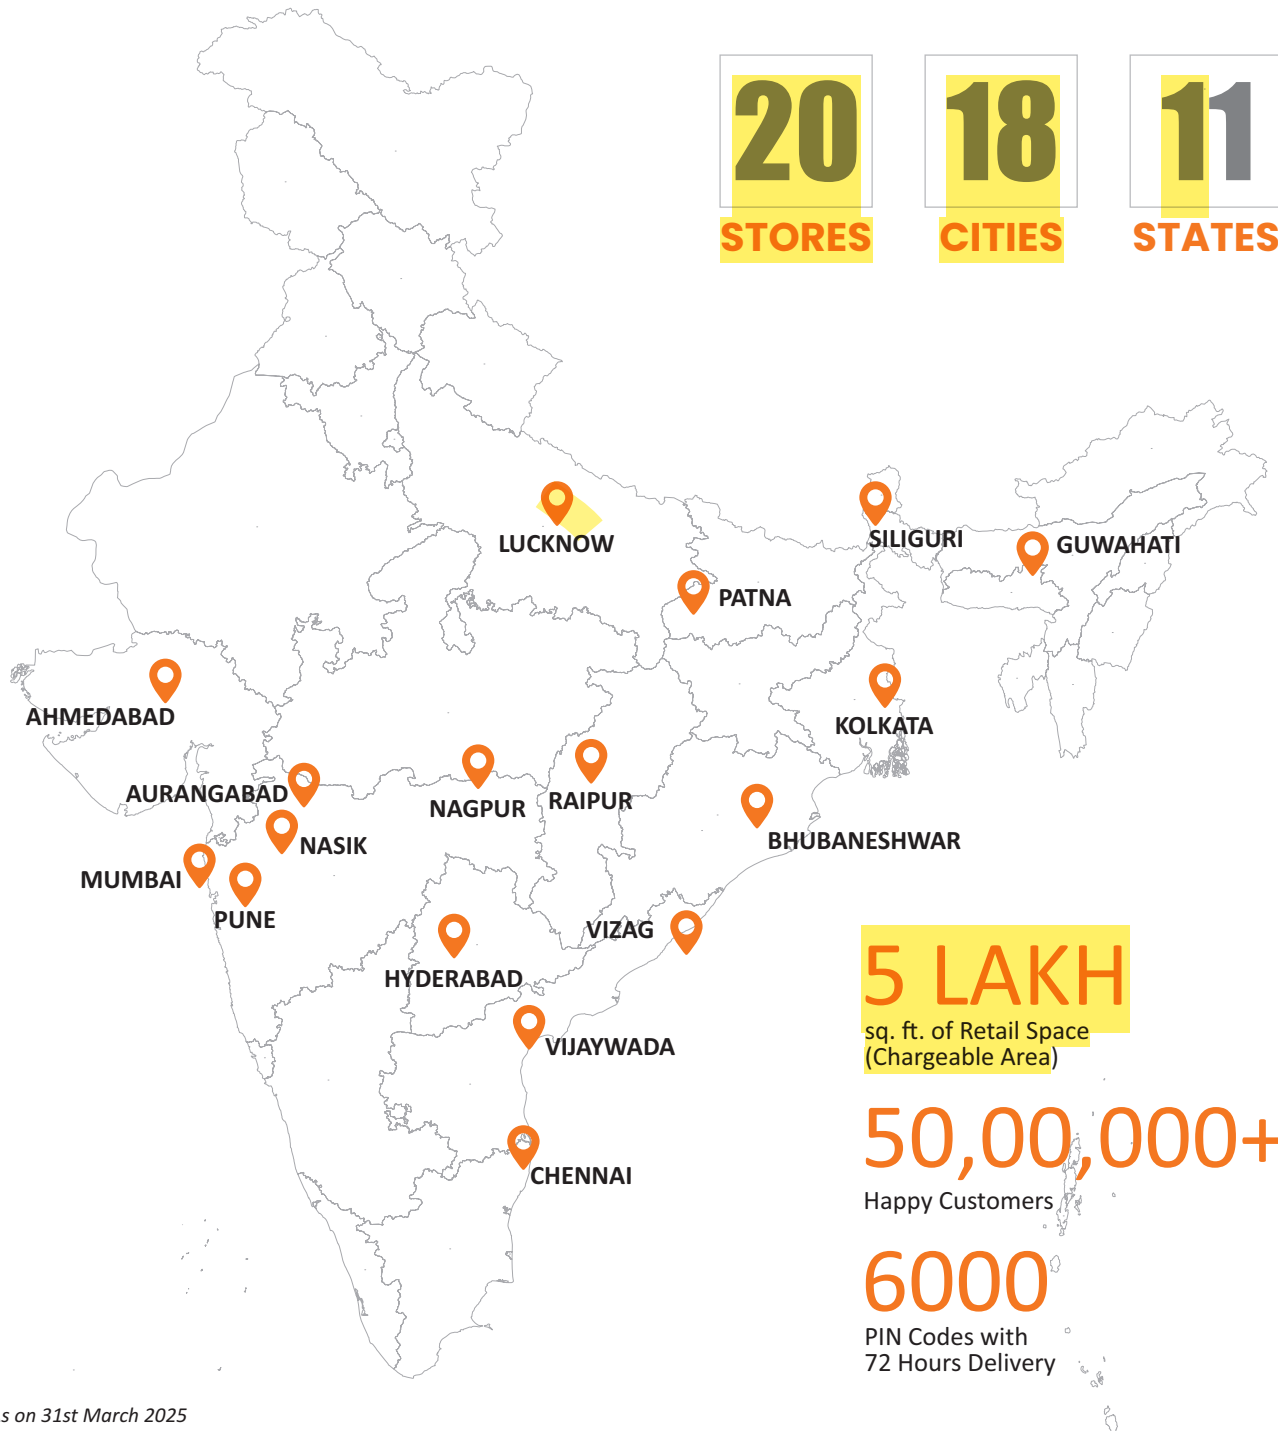 20 18 11
STORES CITIES STATES
LUCKNOW
SILIGURI
GUWAHATI
PATNA
AHMEDABAD
KOLKATA
AURANGABAD
NAGPUR
RAIPUR
NASIK
BHUBANESHWAR
MUMBAI
PUNE
VIZAG
HYDERABAD
VIJAYWADA
CHENNAI
5 LAKH
sq. ft. of Retail Space
(Chargeable Area)
50,00,000+
Happy Customers
6000
PIN Codes with
72 Hours Delivery
s on 31st March 2025